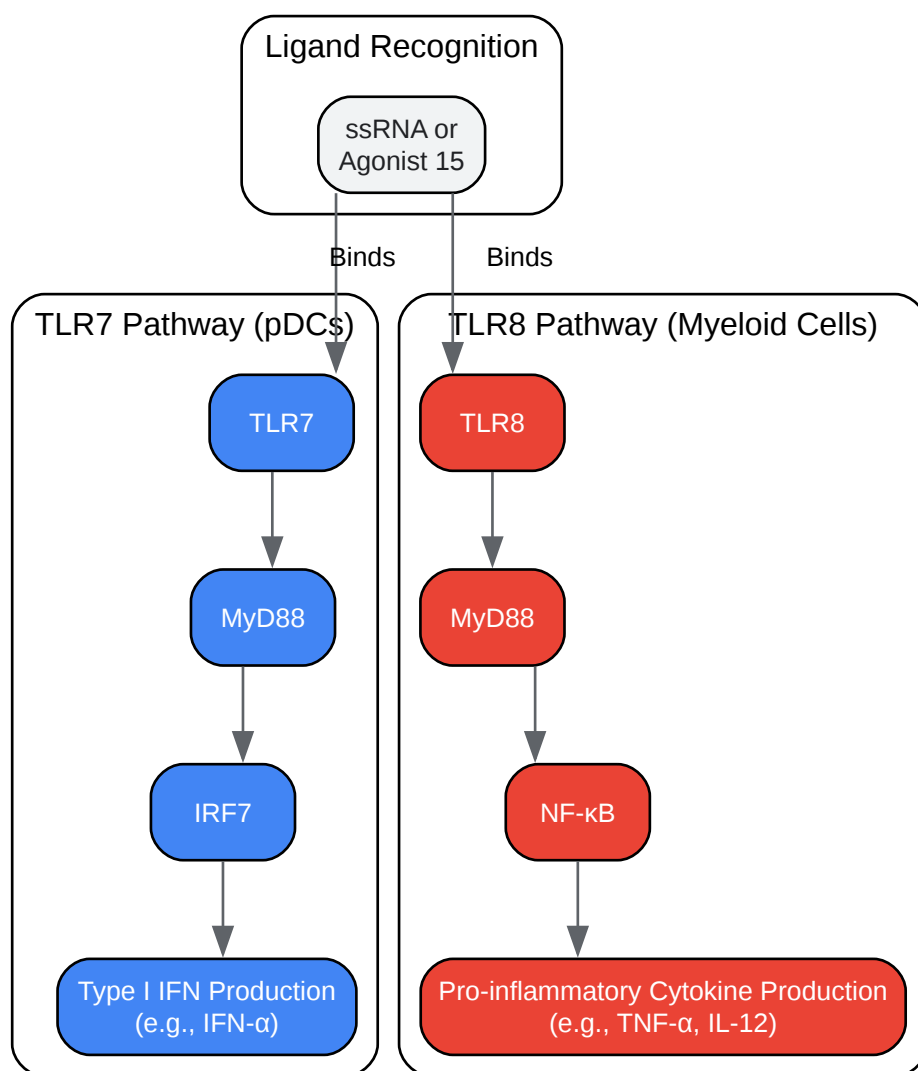 Ligand Recognition
ssRNA or
Agonist 15
Binds
Binds
TLR7 Pathway (pDCs)
TLR7
MyD88
IRF7
Type I IFN Production
(e.g., IFN-α)
TLR8 Pathway (Myeloid Cells)
TLR8
MyD88
NF-κB
Pro-inflammatory Cytokine Production
(e.g., TNF-α, IL-12)